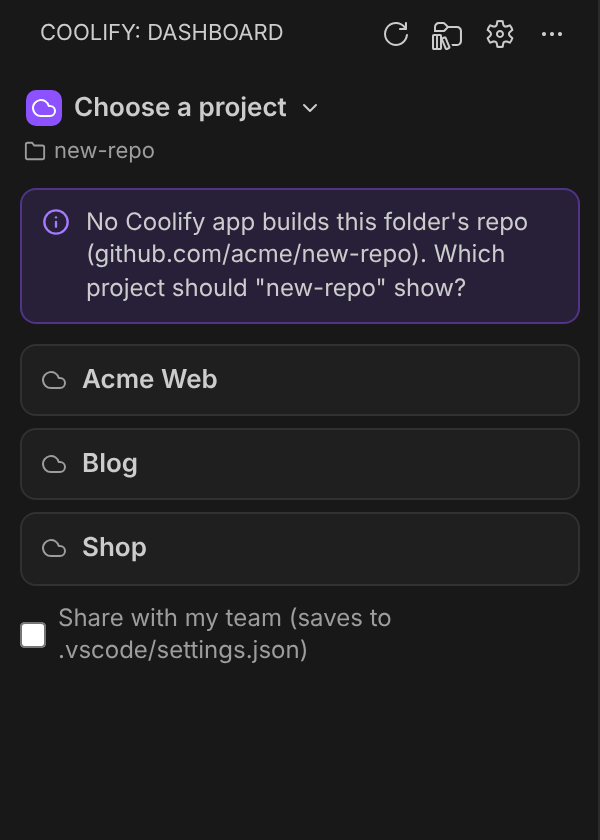 COOLIFY: DASHBOARD
Choose a project
new-repo
No Coolify app builds this folder's repo
(github.com/acme/new-repo). Which
project should "new-repo" show?
Acme Web
Blog
Shop
Share with my team (saves to
.vscode/settings.json)